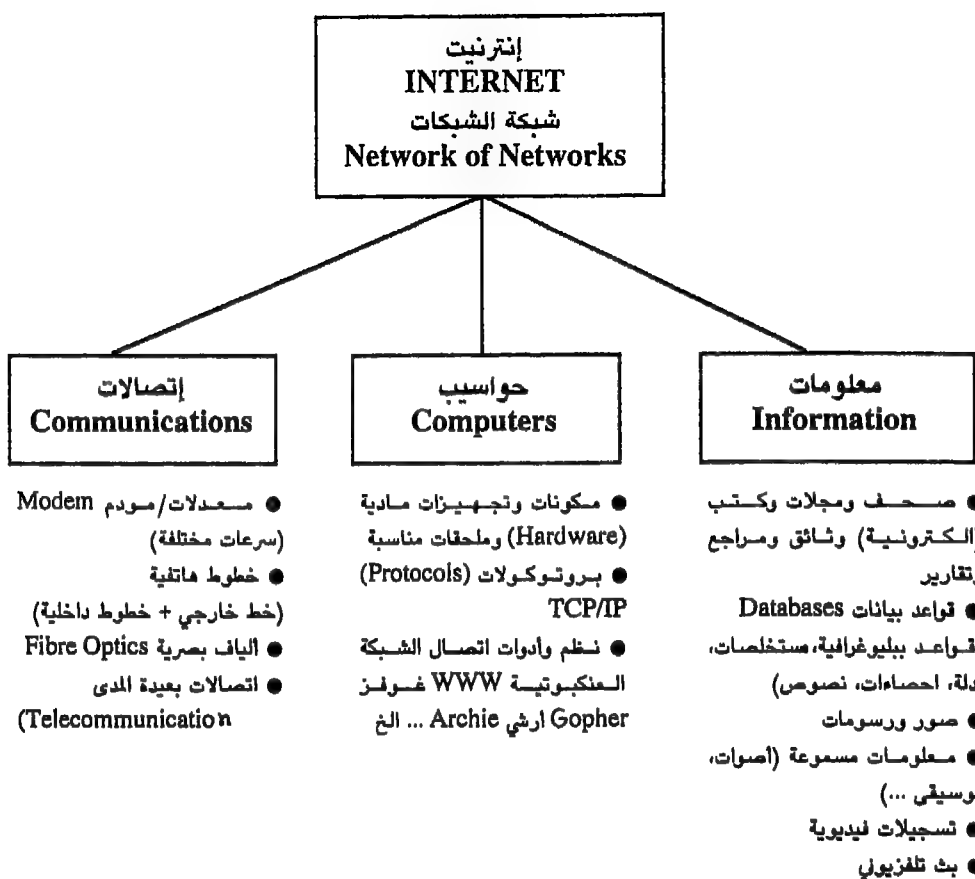 إنترنيت
INTERNET
شبكة الشبكات
Network of Networks
معلومات
Information
● صحف ومجلات وكتب
(الكترونية) وثائق ومراجع
وتقارير
● قواعد بيانات Databases
قواعد ببليوغرافية، مستخلصات،
دلة، احصاءات، نصوص)
● صور ورسومات
● معلومات مسموعة (أصوات،
وسيقى ...)
● تسجيلات فيديوية
● بث تلفزيوني
حواسيب
Computers
● مكونات وتجهيزات مادية
(Hardware) وملحقات مناسبة
● بروتوكولات (Protocols)
TCP/IP
● نظم وأدوات اتصال الشبكة
العنكبوتية WWW غوفز
Gopher ارشي Archie ... الخ
إتصالات
Communications
● معدلات/مودم Modem
(سرعات مختلفة)
● خطوط هاتفية
(خط خارجي + خطوط داخلية)
● ألياف بصرية Fibre Optics
● اتصالات بعيدة المدى
(Telecommunication